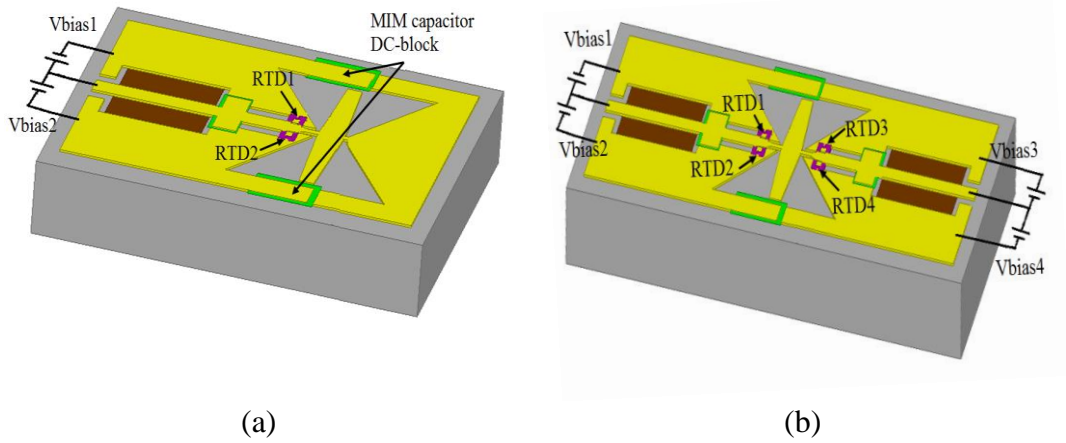 Vbias1
MIM capacitor
DC-block
RTD1
Vbias2
RTD2
(a)
Vbias1
RTD1
RTD3
Vbias2
RTD2
Vbias3
RTD4
Vbias4
(b)